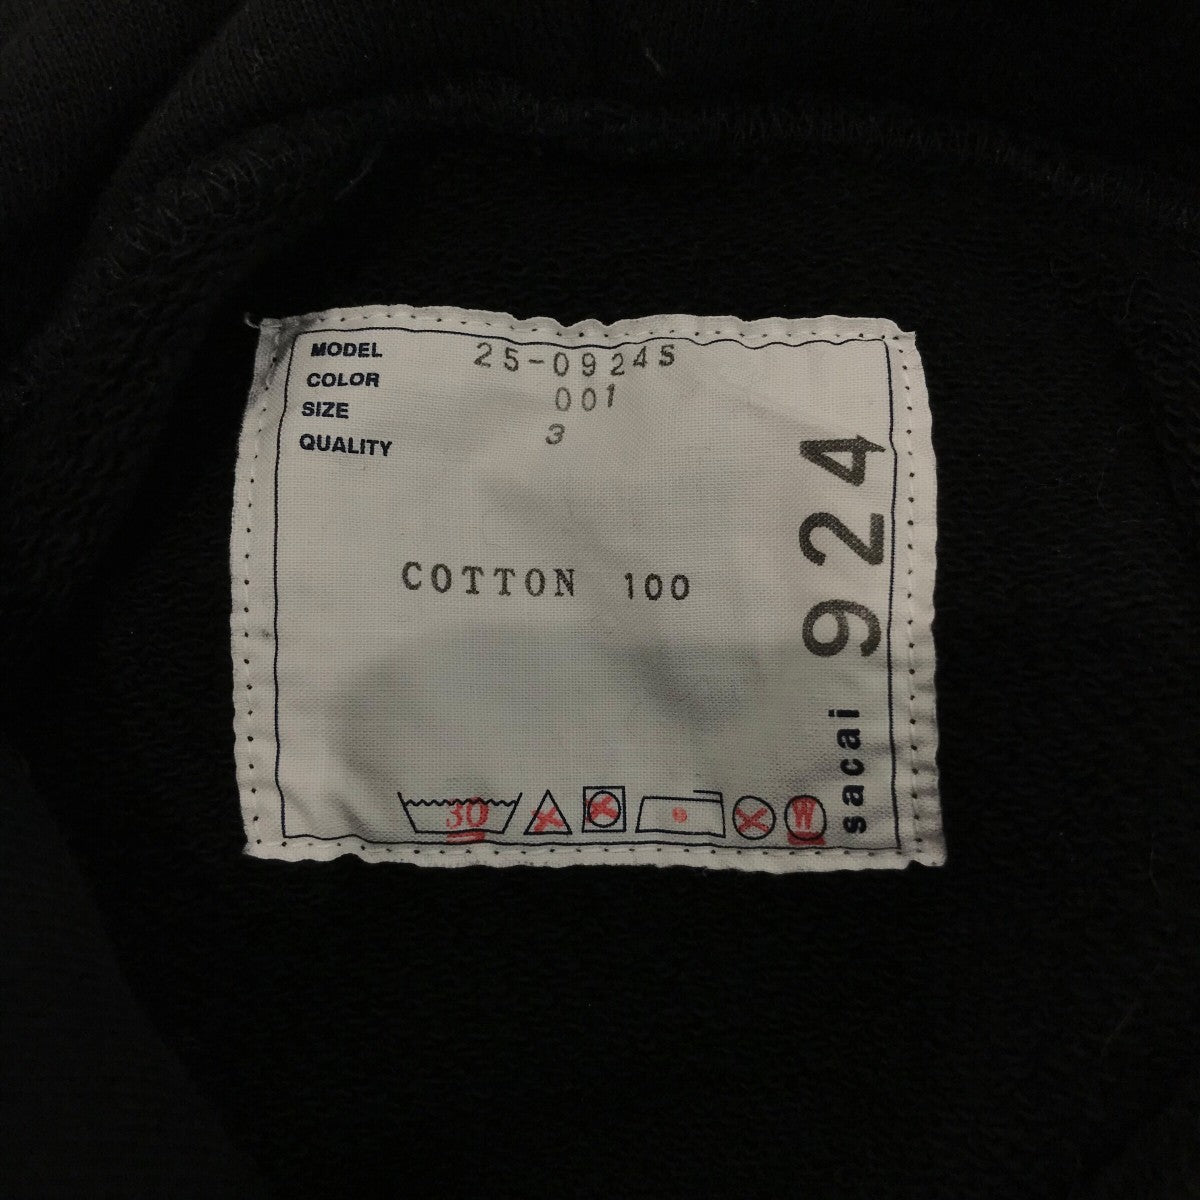 MODEL 25-0924S
COLOR 001
SIZE 3
QUALITY
COTTON 100
30
W
sacai 924